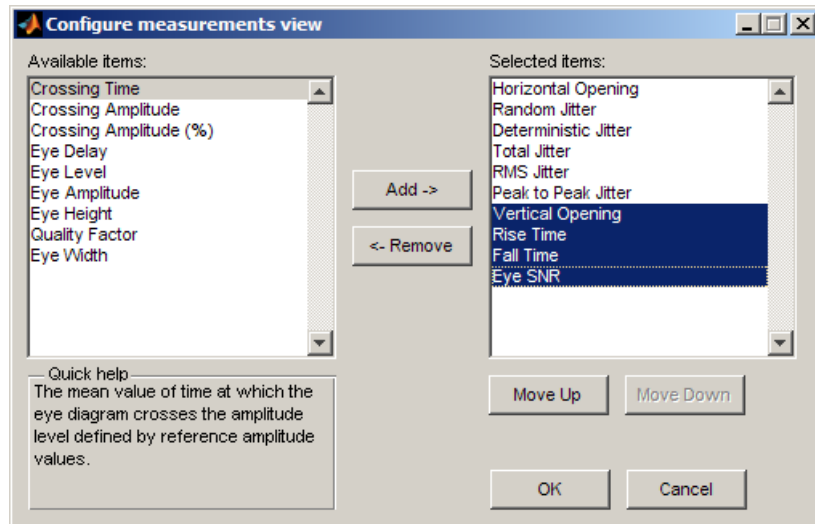 Configure measurements view
Available items:
Crossing Time
Crossing Amplitude
Crossing Amplitude (%)
Eye Delay
Eye Level
Eye Amplitude
Eye Height
Quality Factor
Eye Width
Add ->
<- Remove
Selected items:
Horizontal Opening
Random Jitter
Deterministic Jitter
Total Jitter
RMS Jitter
Peak to Peak Jitter
Vertical Opening
Rise Time
Fall Time
Eye SNR
Quick help
The mean value of time at which the
eye diagram crosses the amplitude
level defined by reference amplitude
values.
Move Up
Move Down
OK
Cancel